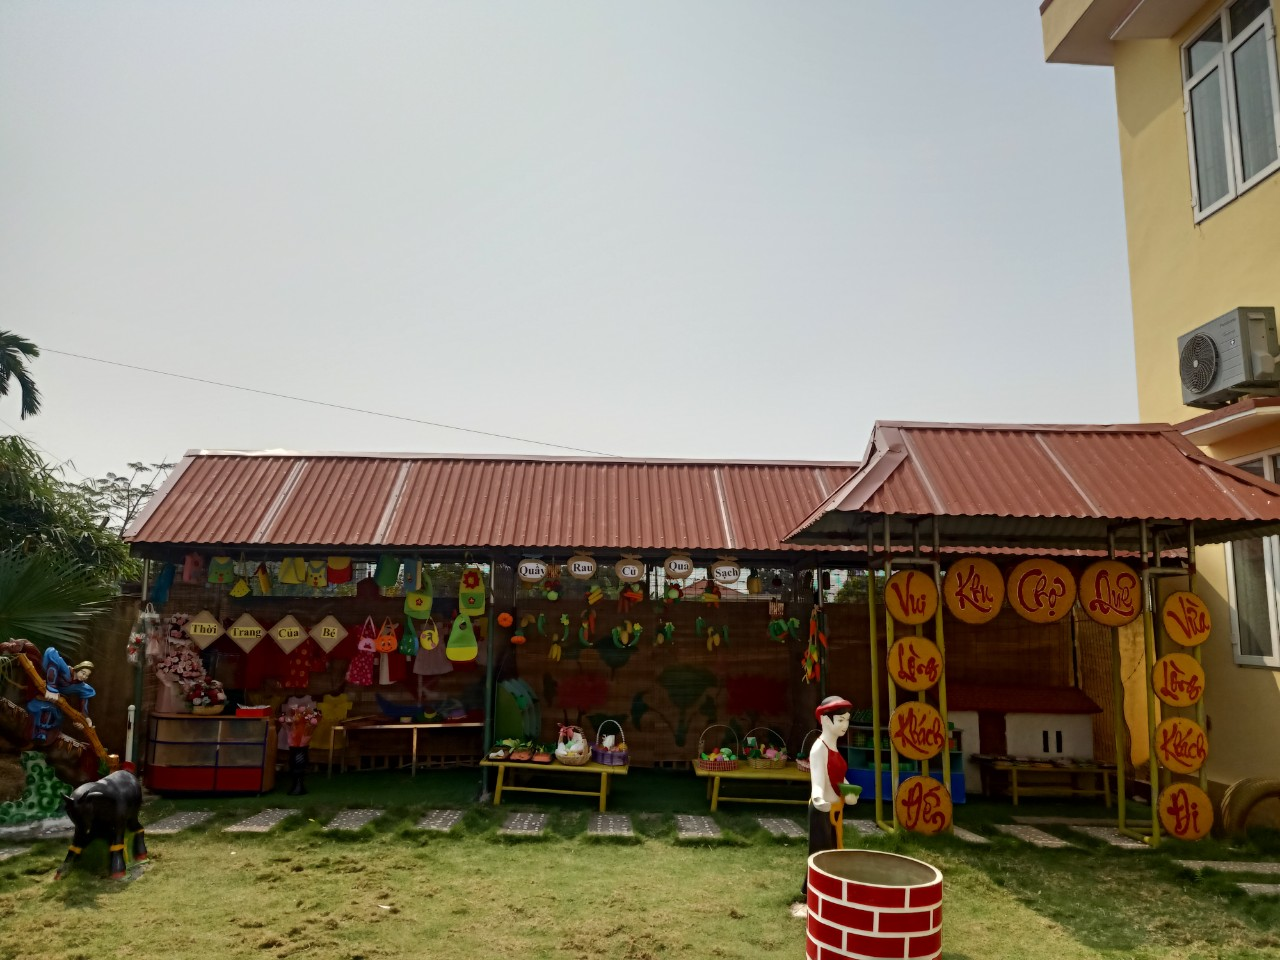 Thời Trang Của Bé
Quầy Rau Củ Quả Sạch
Khu Chợ Quê
Vui Lòng Khách Đến
Vừa Lòng Khách Đi